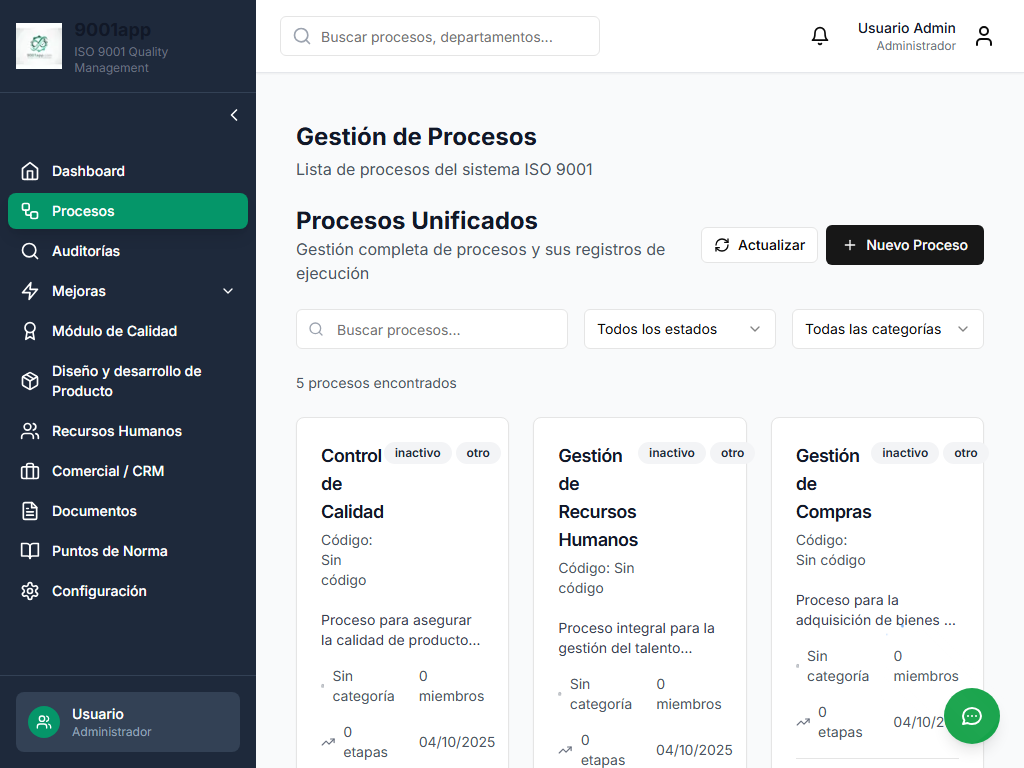 9001app
ISO 9001 Quality
Management
Dashboard
Procesos
Auditorías
Mejoras
Módulo de Calidad
Diseño y desarrollo de
Producto
Recursos Humanos
Comercial / CRM
Documentos
Puntos de Norma
Configuración
Usuario
Administrador
Buscar procesos, departamentos...
Usuario Admin
Administrador
Gestión de Procesos
Lista de procesos del sistema ISO 9001
Procesos Unificados
Gestión completa de procesos y sus registros de
ejecución
Actualizar
Nuevo Proceso
Buscar procesos...
Todos los estados
Todas las categorías
5 procesos encontrados
Control
de
Calidad
inactivo
otro
Código:
Sin
código
Proceso para asegurar
la calidad de producto...
Sin
categoría
0
miembros
0
etapas
04/10/2025
Gestión
de
Recursos
Humanos
inactivo
otro
Código: Sin
código
Proceso integral para la
gestión del talento...
Sin
categoría
0
miembros
0
etapas
04/10/2025
Gestión
de
Compras
inactivo
otro
Código:
Sin código
Proceso para la
adquisición de bienes ...
Sin
categoría
0
miembros
0
etapas
04/10/2